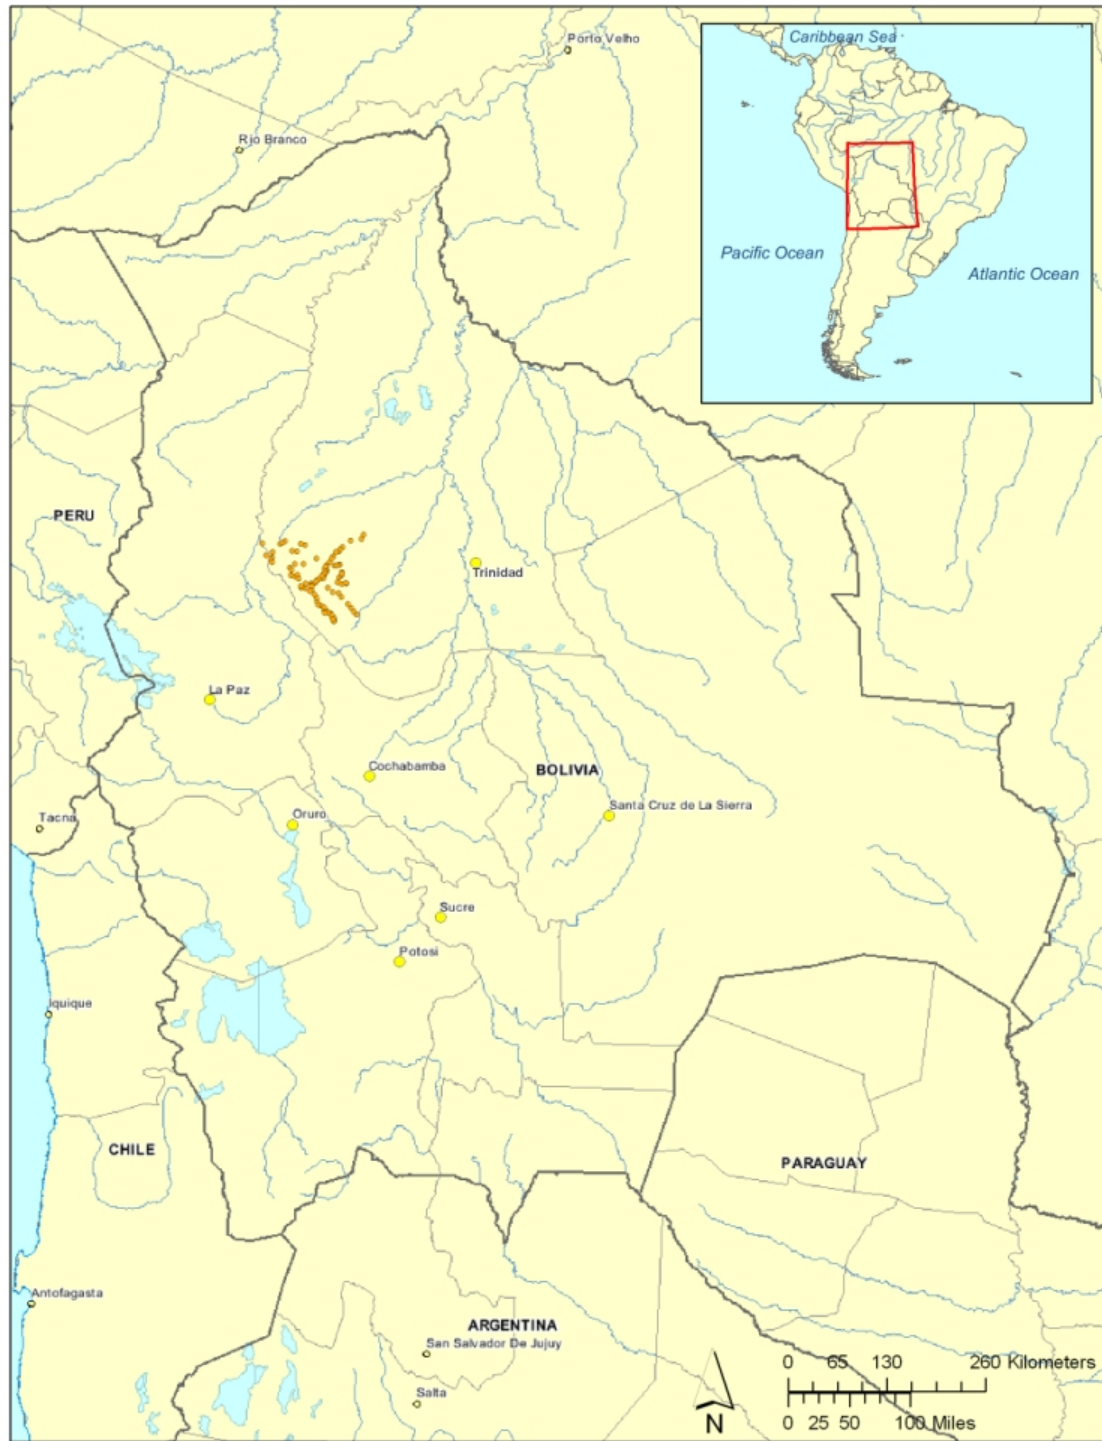 Porto Velho
Caribbean Sea
Rio Branco
Pacific Ocean
Atlantic Ocean
PERU
Trinidad
La Paz
Cochabamba
BOLIVIA
Santa Cruz de La Sierra
Oruro
Tacna
Sucre
Potosi
Iquique
CHILE
PARAGUAY
Antofagasta
ARGENTINA
San Salvador De Jujuy
Salta
N
0 65 130 260 Kilometers
0 25 50 100 Miles